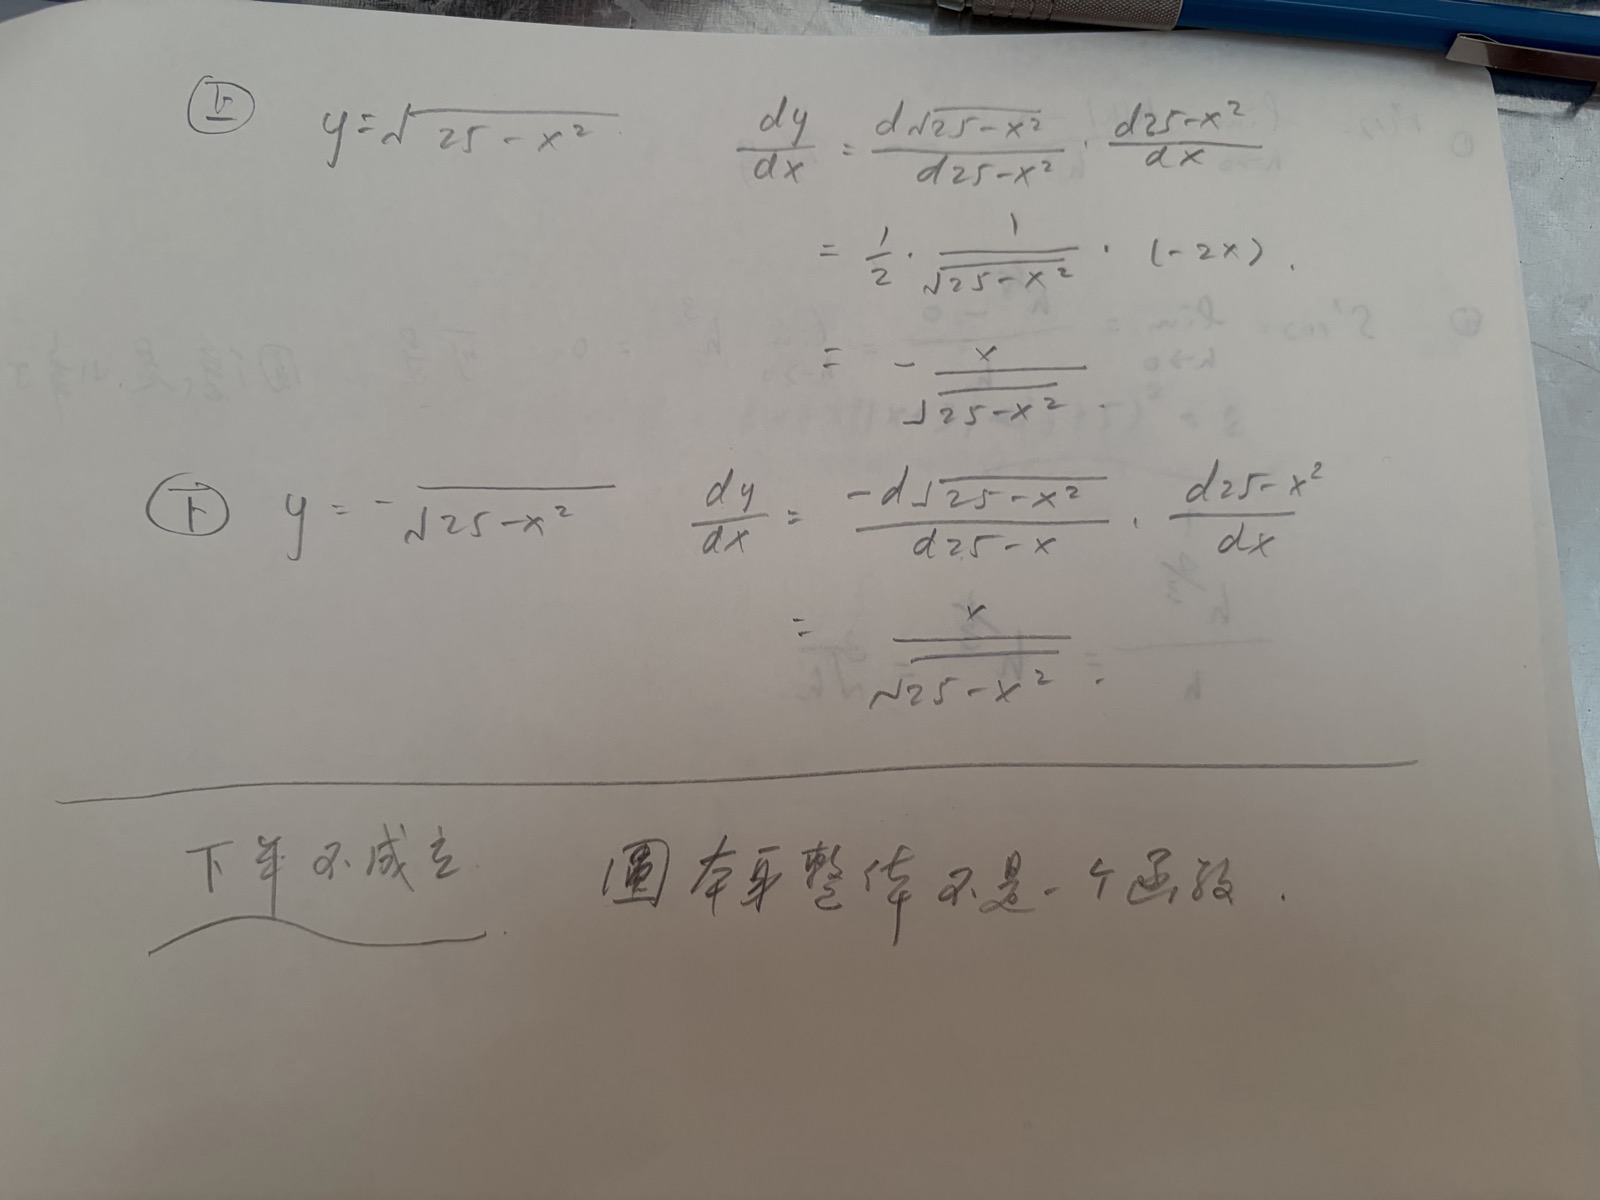 上 y=√25-x² dy/dx = d√25-x²/d25-x² · d25-x²/dx
= 1/2 · 1/√25-x² · (-2x).
= - x/√25-x².
下 y = -√25-x² dy/dx = -d√25-x²/d25-x · d25-x²/dx
= x/√25-x².
下半不成立. 圓本身整体不是一个函数.